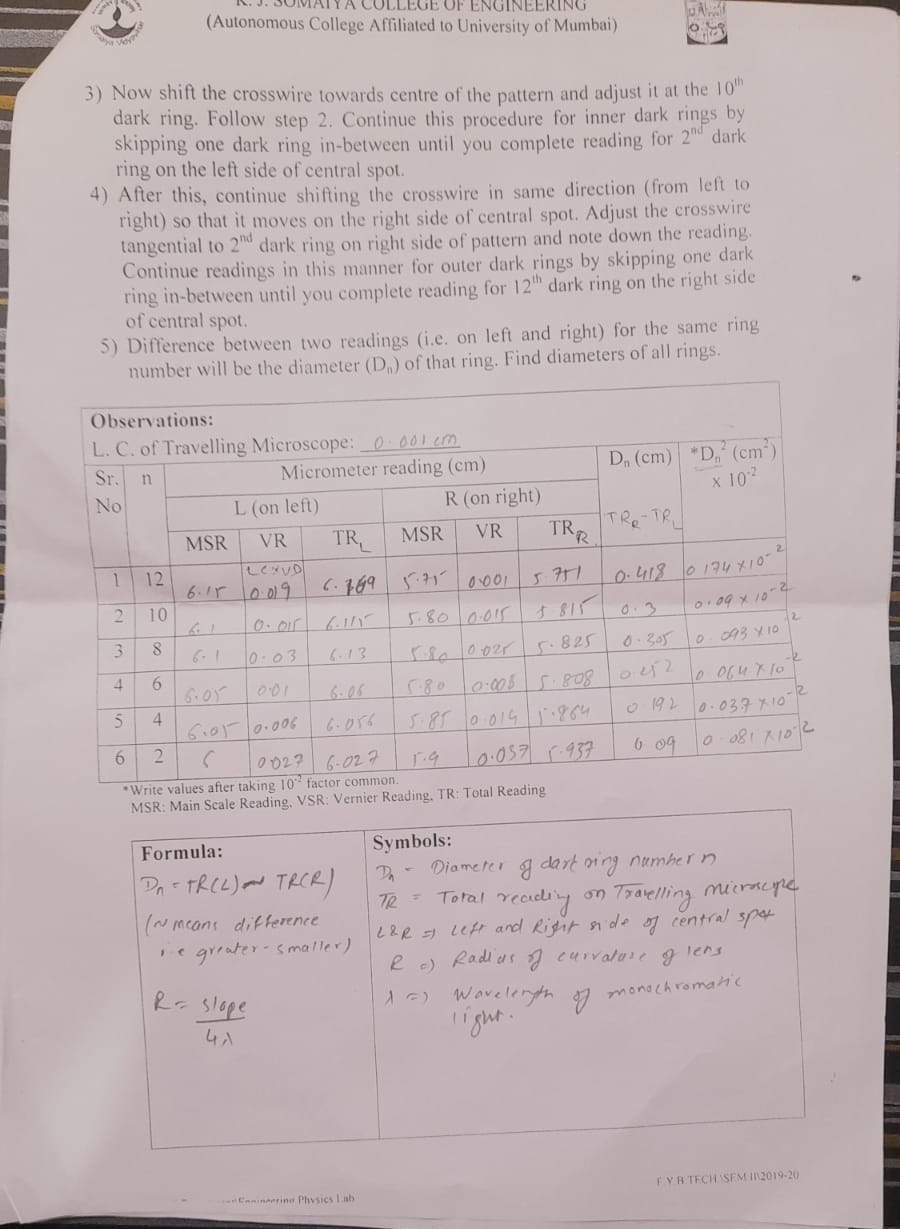 K. J. SOMAIYA COLLEGE OF ENGINEERING
(Autonomous College Affiliated to University of Mumbai)
3) Now shift the crosswire towards centre of the pattern and adjust it at the 10th
dark ring. Follow step 2. Continue this procedure for inner dark rings by
skipping one dark ring in-between until you complete reading for 2nd dark
ring on the left side of central spot.
4) After this, continue shifting the crosswire in same direction (from left to
right) so that it moves on the right side of central spot. Adjust the crosswire
tangential to 2nd dark ring on right side of pattern and note down the reading.
Continue readings in this manner for outer dark rings by skipping one dark
ring in-between until you complete reading for 12th dark ring on the right side
of central spot.
5) Difference between two readings (i.e. on left and right) for the same ring
number will be the diameter (Dn) of that ring. Find diameters of all rings.
Observations:
L. C. of Travelling Microscope: 0.001 cm
Sr. No n Micrometer reading (cm) Dn (cm) *Dn² (cm²) x 10-2
L (on left) R (on right) TRR-TRL
MSR VR TRL MSR VR TRR
LCXVD
1 12 6.15 0.019 6.169 5.75 0.001 5.751 0.418 0.174 x 10-2
2 10 6.1 0.015 6.115 5.80 0.015 5.815 0.3 0.09 x 10-2
3 8 6.1 0.03 6.13 5.80 0.025 5.825 0.305 0.093 x 10-2
4 6 6.05 0.01 6.06 5.80 0.008 5.808 0.252 0.064 x 10-2
5 4 6.05 0.006 6.056 5.85 0.014 5.864 0.192 0.037 x 10-2
6 2 6 0.027 6.027 5.9 0.037 5.937 0.09 0.081 x 10-2
*Write values after taking 10-2 factor common.
MSR: Main Scale Reading, VSR: Vernier Reading, TR: Total Reading
Formula:
Dn = TR(L) ~ TR(R)
(~ means difference
i.e greater - smaller)
R = slope
4λ
Symbols:
Dn = Diameter of dark ring number n
TR = Total reading on Travelling microscope
L&R => Left and Right side of central spot
R => Radius of curvature of lens
λ => Wavelength of monochromatic
light.
F.Y.B.TECH\SEM II\2019-20
Engineering Physics Lab